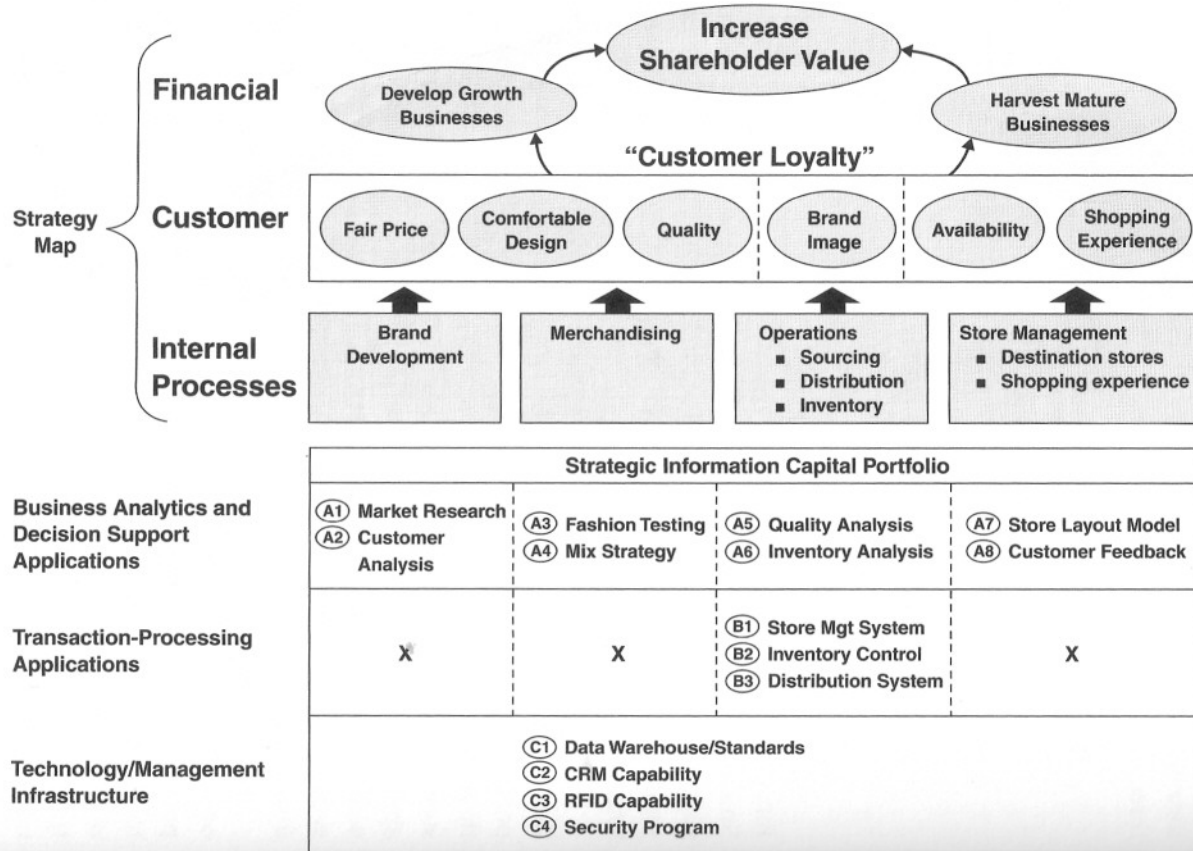 Increase
Shareholder Value
Financial
Develop Growth
Businesses
Harvest Mature
Businesses
"Customer Loyalty"
Strategy
Map
Customer
Fair Price
Comfortable
Design
Quality
Brand
Image
Availability
Shopping
Experience
Internal
Processes
Brand
Development
Merchandising
Operations
■ Sourcing
■ Distribution
■ Inventory
Store Management
■ Destination stores
■ Shopping experience
Strategic Information Capital Portfolio
Business Analytics and
Decision Support
Applications
A1 Market Research
A2 Customer
Analysis
A3 Fashion Testing
A4 Mix Strategy
A5 Quality Analysis
A6 Inventory Analysis
A7 Store Layout Model
A8 Customer Feedback
Transaction-Processing
Applications
X
X
B1 Store Mgt System
B2 Inventory Control
B3 Distribution System
X
Technology/Management
Infrastructure
C1 Data Warehouse/Standards
C2 CRM Capability
C3 RFID Capability
C4 Security Program